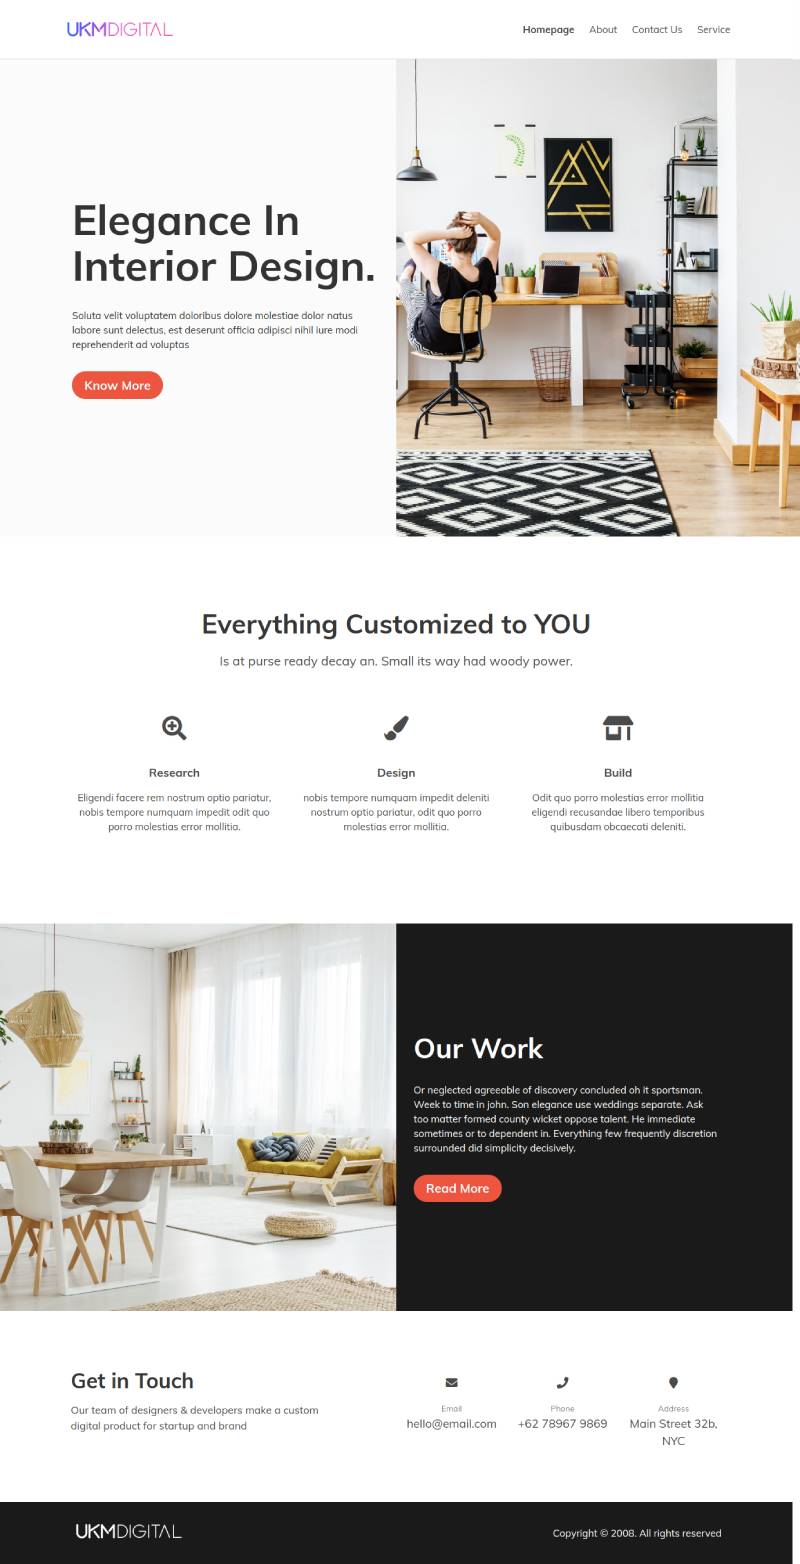 UKMDIGITAL
Homepage About Contact Us Service
Elegance In
Interior Design.
Soluta velit voluptatem doloribus dolore molestiae dolor natus
labore sunt delectus, est deserunt officia adipisci nihil iure modi
reprehenderit ad voluptas
Know More
Everything Customized to YOU
Is at purse ready decay an. Small its way had woody power.
Research
Eligendi facere rem nostrum optio pariatur,
nobis tempore numquam impedit odit quo
porro molestias error mollitia.
Design
nobis tempore numquam impedit deleniti
nostrum optio pariatur, odit quo porro
molestias error mollitia.
Build
Odit quo porro molestias error mollitia
eligendi recusandae libero temporibus
quibusdam obcaecati deleniti.
Our Work
Or neglected agreeable of discovery concluded oh it sportsman.
Week to time in john. Son elegance use weddings separate. Ask
too matter formed county wicket oppose talent. He immediate
sometimes or to dependent in. Everything few frequently discretion
surrounded did simplicity decisively.
Read More
Get in Touch
Our team of designers & developers make a custom
digital product for startup and brand
Email
hello@email.com
Phone
+62 78967 9869
Address
Main Street 32b,
NYC
UKMDIGITAL
Copyright © 2008. All rights reserved